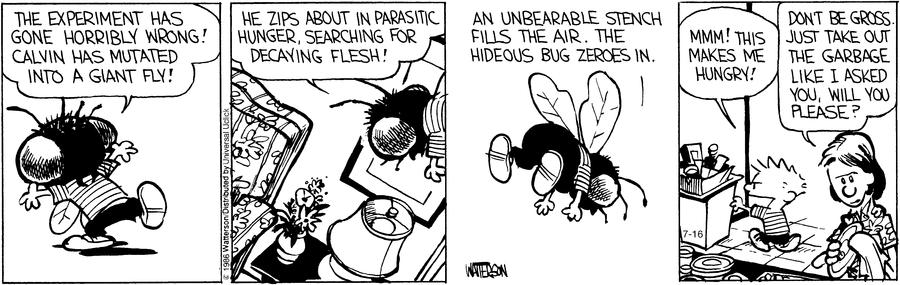 THE EXPERIMENT HAS
GONE HORRIBLY WRONG!
CALVIN HAS MUTATED
INTO A GIANT FLY!
HE ZIPS ABOUT IN PARASITIC
HUNGER, SEARCHING FOR
DECAYING FLESH!
© 1986 Watterson/Distributed by Universal Uclick
AN UNBEARABLE STENCH
FILLS THE AIR. THE
HIDEOUS BUG ZEROES IN.
WATTERSON
MMM! THIS
MAKES ME
HUNGRY!
DON'T BE GROSS.
JUST TAKE OUT
THE GARBAGE
LIKE I ASKED
YOU, WILL YOU
PLEASE?
7-16